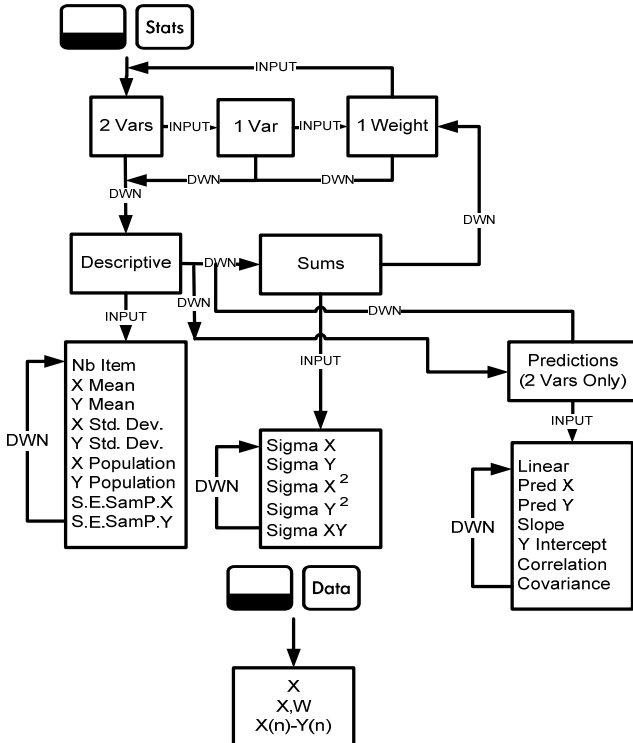 Stats
INPUT
2 Vars
INPUT
1 Var
INPUT
1 Weight
DWN
DWN
DWN
DWN
Descriptive
DWN
Sums
DWN
DWN
INPUT
INPUT
Predictions
(2 Vars Only)
INPUT
DWN
Nb Item
X Mean
Y Mean
X Std. Dev.
Y Std. Dev.
X Population
Y Population
S.E.SamP.X
S.E.SamP.Y
DWN
Sigma X
Sigma Y
Sigma X²
Sigma Y²
Sigma XY
DWN
Linear
Pred X
Pred Y
Slope
Y Intercept
Correlation
Covariance
Data
X
X,W
X(n)-Y(n)